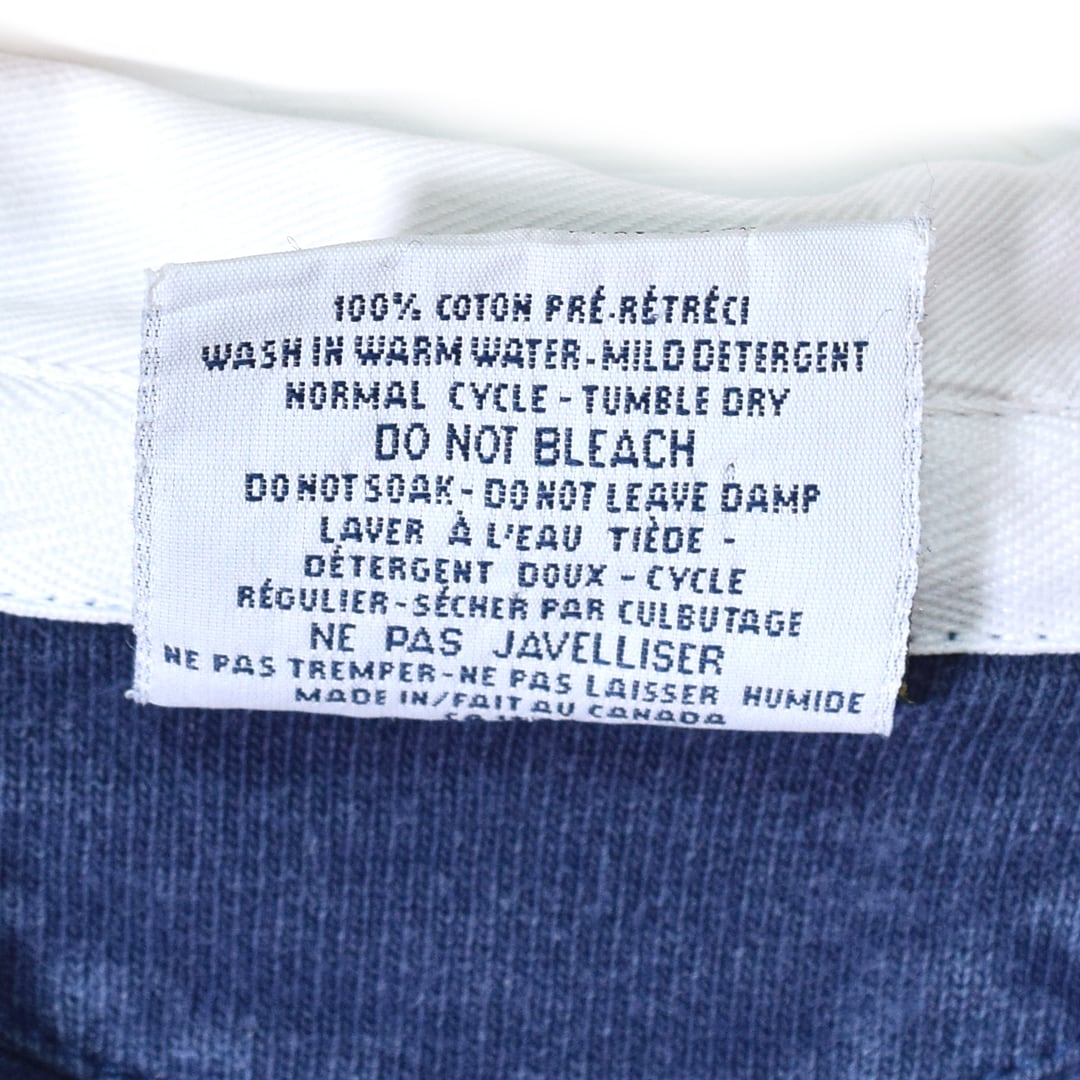 100% COTON PRÉ-RÉTRÉCI
WASH IN WARM WATER-MILD DETERGENT
NORMAL CYCLE - TUMBLE DRY
DO NOT BLEACH
DO NOT SOAK - DO NOT LEAVE DAMP
LAVER À L'EAU TIÈDE -
DÉTERGENT DOUX - CYCLE
RÉGULIER-SÉCHER PAR CULBUTAGE
NE PAS JAVELLISER
NE PAS TREMPER-NE PAS LAISSER HUMIDE
MADE IN/FAIT AU CANADA